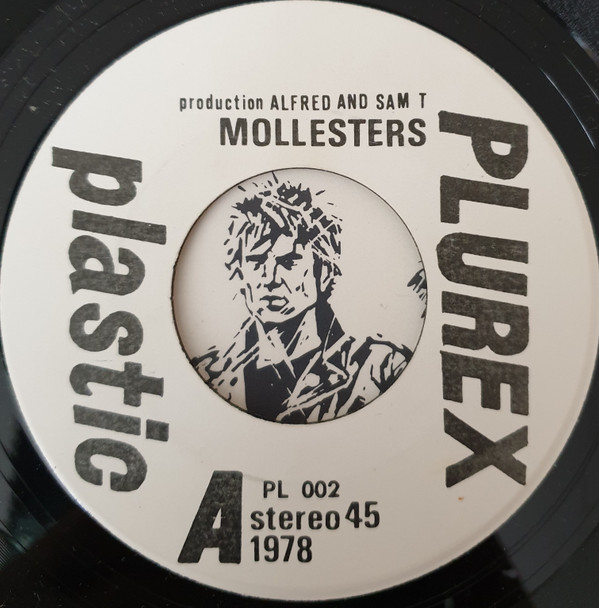 production ALFRED AND SAM T
MOLLESTERS
PLUREX
plastic
A
PL 002
stereo 45
1978